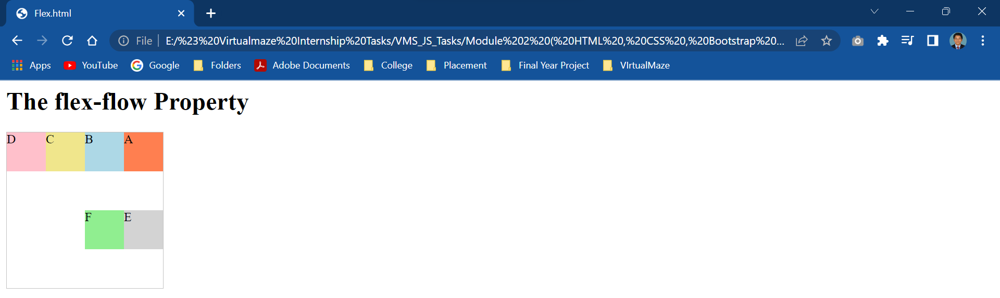 Flex.html
File E:/%23%20Virtualmaze%20Internship%20Tasks/VMS_JS_Tasks/Module%202%20(%20HTML%20,%20CSS%20,%20Bootstrap%20...
Apps YouTube Google Folders Adobe Documents College Placement Final Year Project VIrtualMaze
The flex-flow Property
D C B A
F E